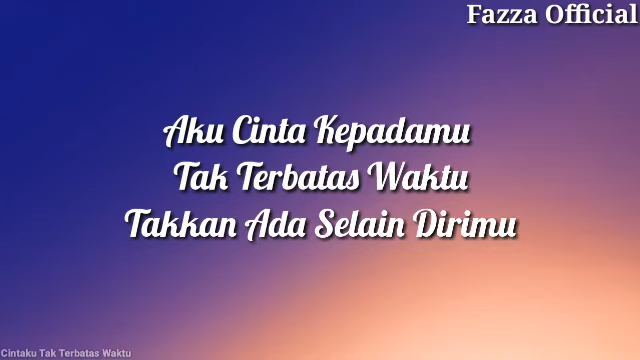 Fazza Official
Aku Cinta Kepadamu
Tak Terbatas Waktu
Takkan Ada Selain Dirimu
Cintaku Tak Terbatas Waktu